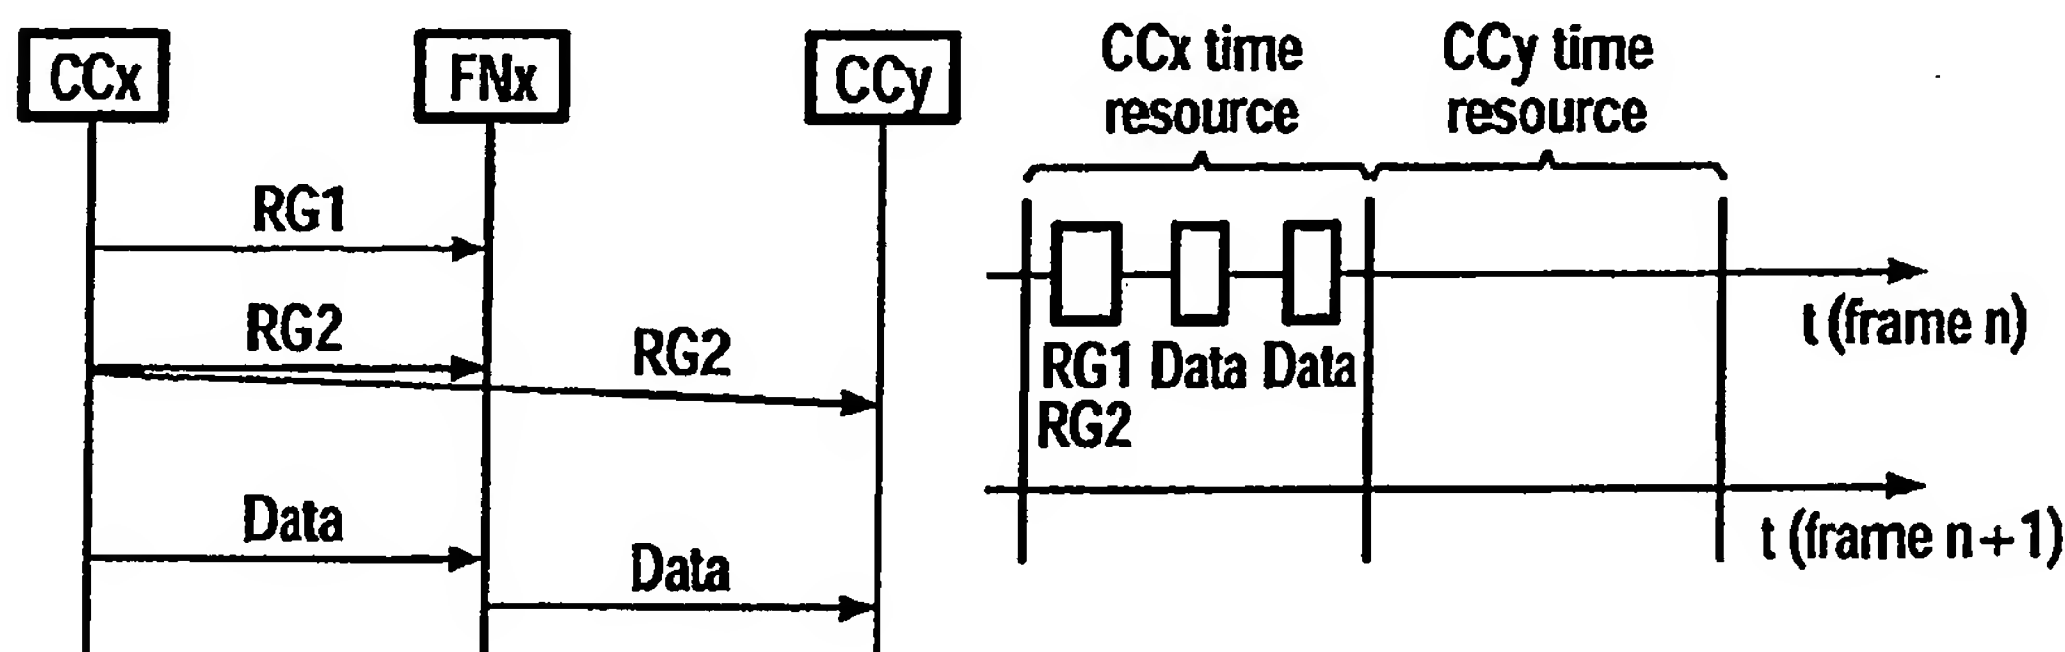 CCx
FNx
CCy
RG1
RG2
RG2
Data
Data
CCx time
resource
CCy time
resource
RG1 Data Data
RG2
t (frame n)
t (frame n+1)